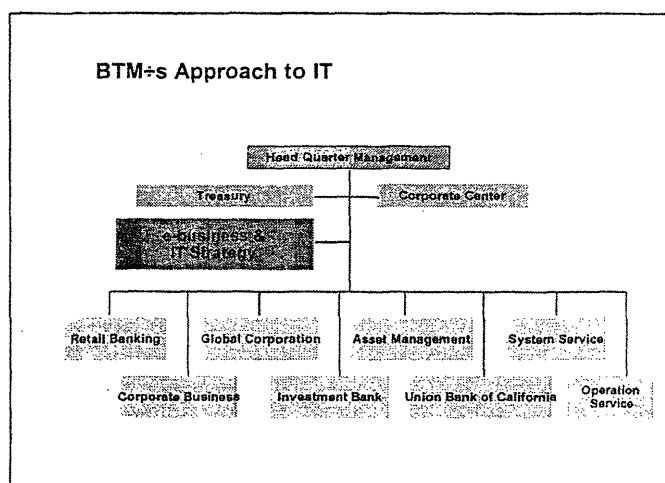 BTM÷s Approach to IT
Head Quarter Management
Treasury
Corporate Center
e-business &
IT Strategy
Retail Banking
Global Corporation
Asset Management
System Service
Corporate Business
Investment Bank
Union Bank of California
Operation
Service